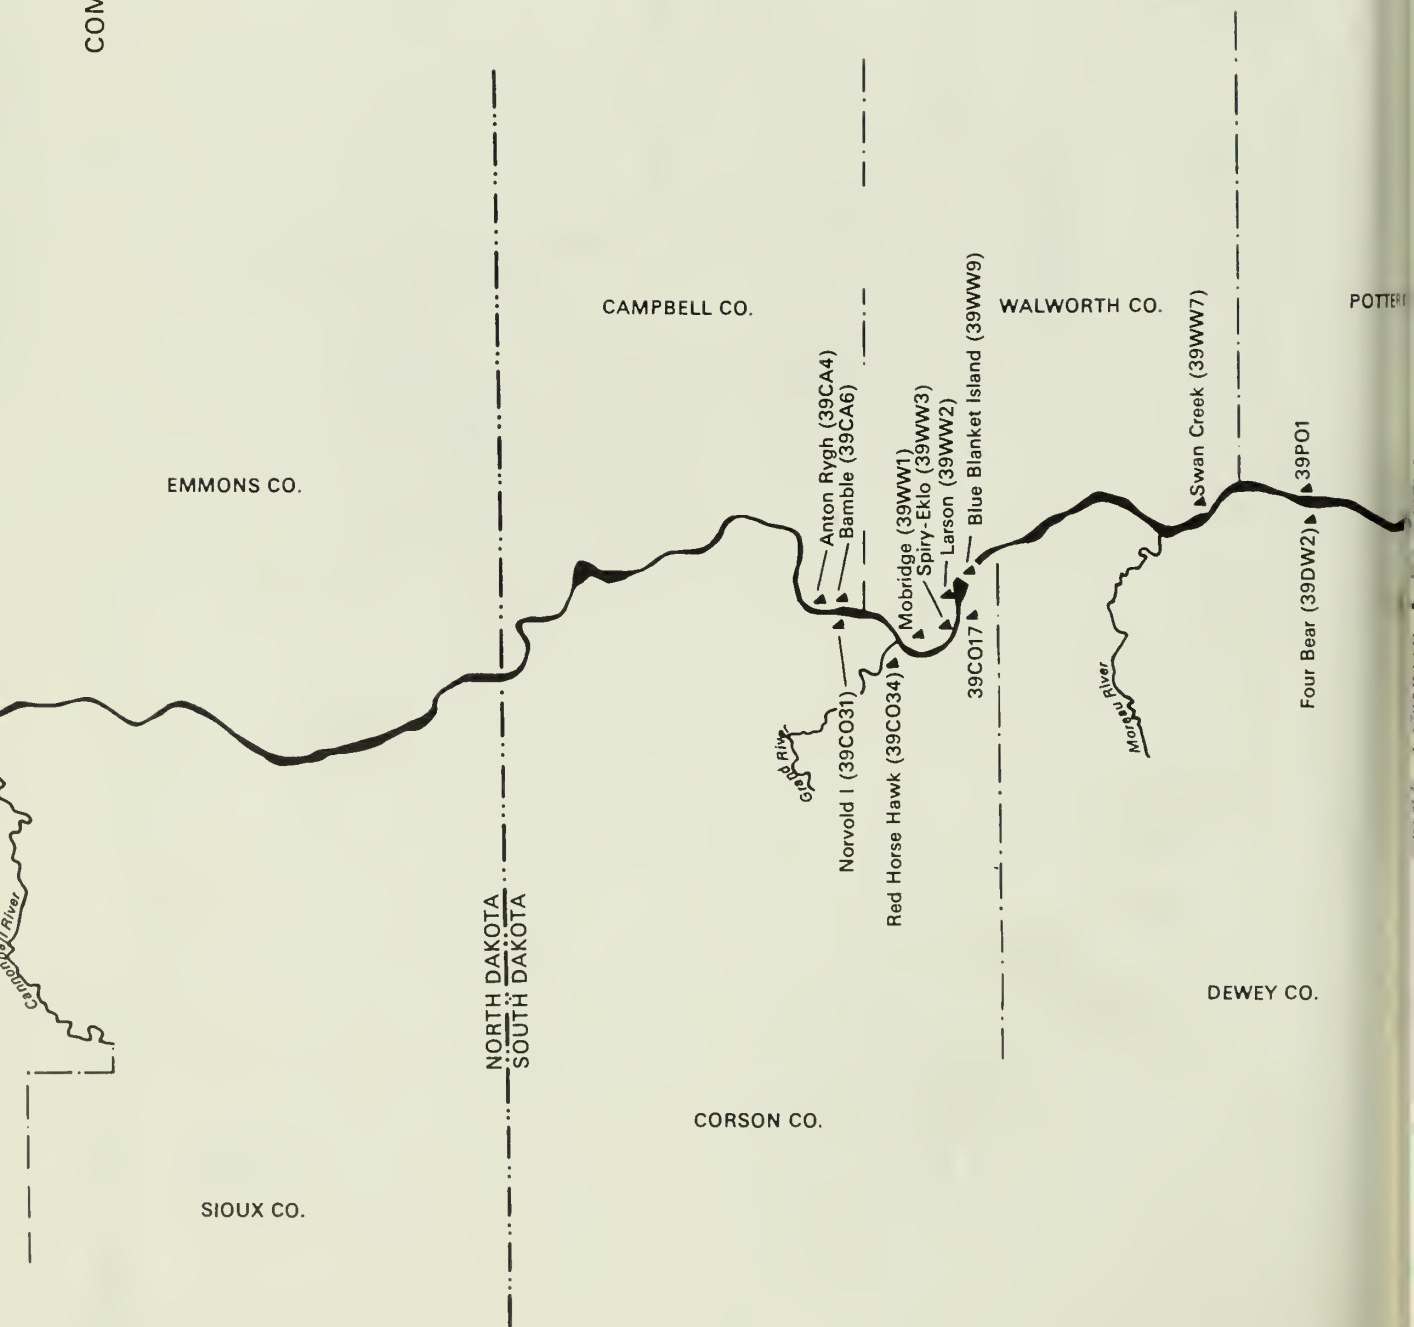 COM
CAMPBELL CO.
WALWORTH CO.
POTTER
EMMONS CO.
Anton Rygh (39CA4)
Bamble (39CA6)
Mobridge (39WW1)
Spiry-Eklo (39WW3)
Larson (39WW2)
Blue Blanket Island (39WW9)
Swan Creek (39WW7)
39PO1
Four Bear (39DW2)
39CO17
Moreau River
Grand River
Norvold I (39CO31)
Red Horse Hawk (39CO34)
Cannonball River
NORTH DAKOTA
SOUTH DAKOTA
DEWEY CO.
CORSON CO.
SIOUX CO.